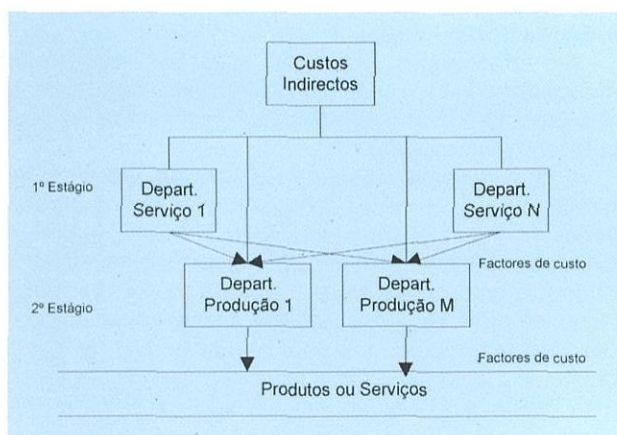 Custos
Indirectos
1º Estágio
Depart.
Serviço 1
Depart.
Serviço N
Factores de custo
2º Estágio
Depart.
Produção 1
Depart.
Produção M
Factores de custo
Produtos ou Serviços